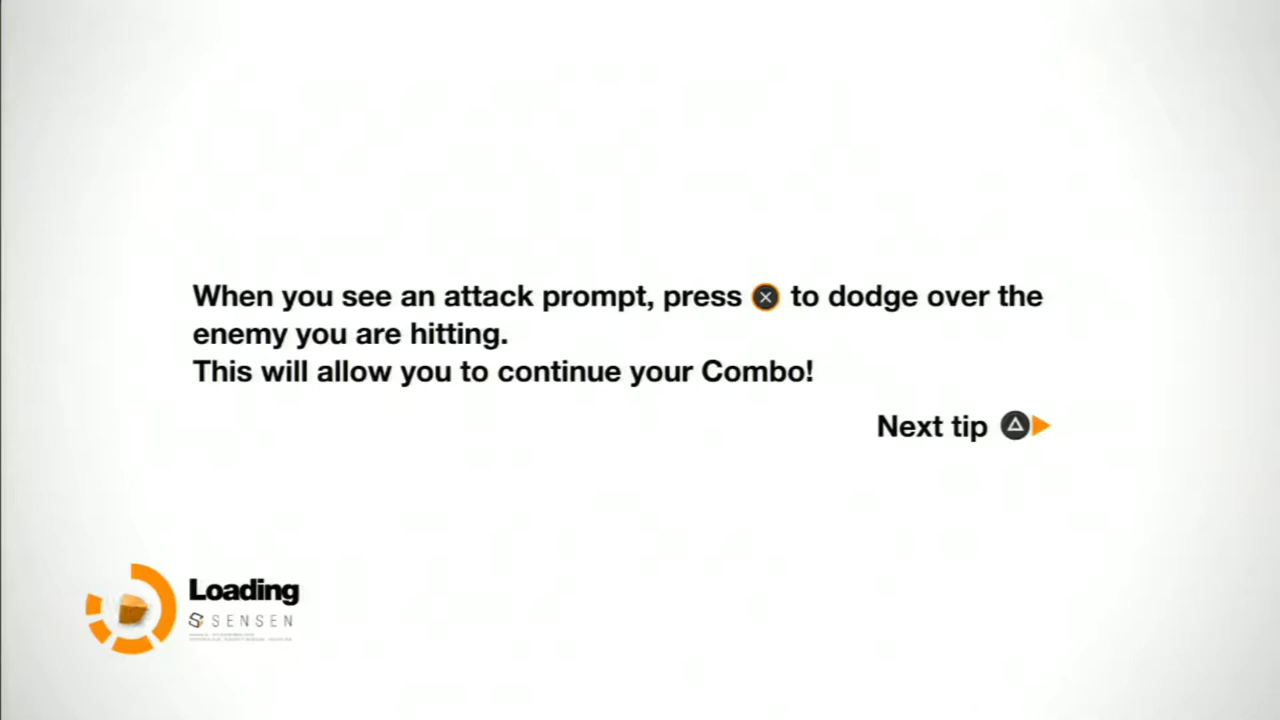 When you see an attack prompt, press ⓧ to dodge over the
enemy you are hitting.
This will allow you to continue your Combo!
Next tip
Loading
SENSEN